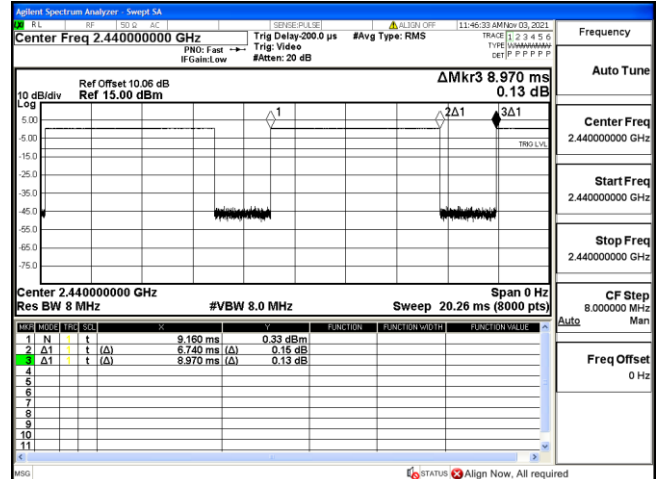 Agilent Spectrum Analyzer - Swept SA
RL RF 50 Ω AC SENSE:PULSE ALIGN OFF 11:46:33 AM Nov 03, 2021
Center Freq 2.440000000 GHz
PNO: Fast
IFGain:Low
Trig Delay-200.0 µs
Trig: Video
#Atten: 20 dB
#Avg Type: RMS
TRACE 1 2 3 4 5 6
TYPE WWWWWW
DET P P P P P P
Ref Offset 10.06 dB
Ref 15.00 dBm
10 dB/div
Log
ΔMkr3 8.970 ms
0.13 dB
1
2Δ1
3Δ1
TRIG LVL
5.00
-5.00
-15.0
-25.0
-35.0
-45.0
-55.0
-65.0
-75.0
Center 2.440000000 GHz Span 0 Hz
Res BW 8 MHz #VBW 8.0 MHz Sweep 20.26 ms (8000 pts)
MKR MODE TRC SCL X Y FUNCTION FUNCTION WIDTH FUNCTION VALUE
1 N 1 t 9.160 ms 0.33 dBm
2 Δ1 1 t (Δ) 6.740 ms (Δ) 0.15 dB
3 Δ1 1 t (Δ) 8.970 ms (Δ) 0.13 dB
4
5
6
7
8
9
10
11
MSG STATUS Align Now, All required
Frequency
Auto Tune
Center Freq
2.440000000 GHz
Start Freq
2.440000000 GHz
Stop Freq
2.440000000 GHz
CF Step
8.000000 MHz
Auto Man
Freq Offset
0 Hz